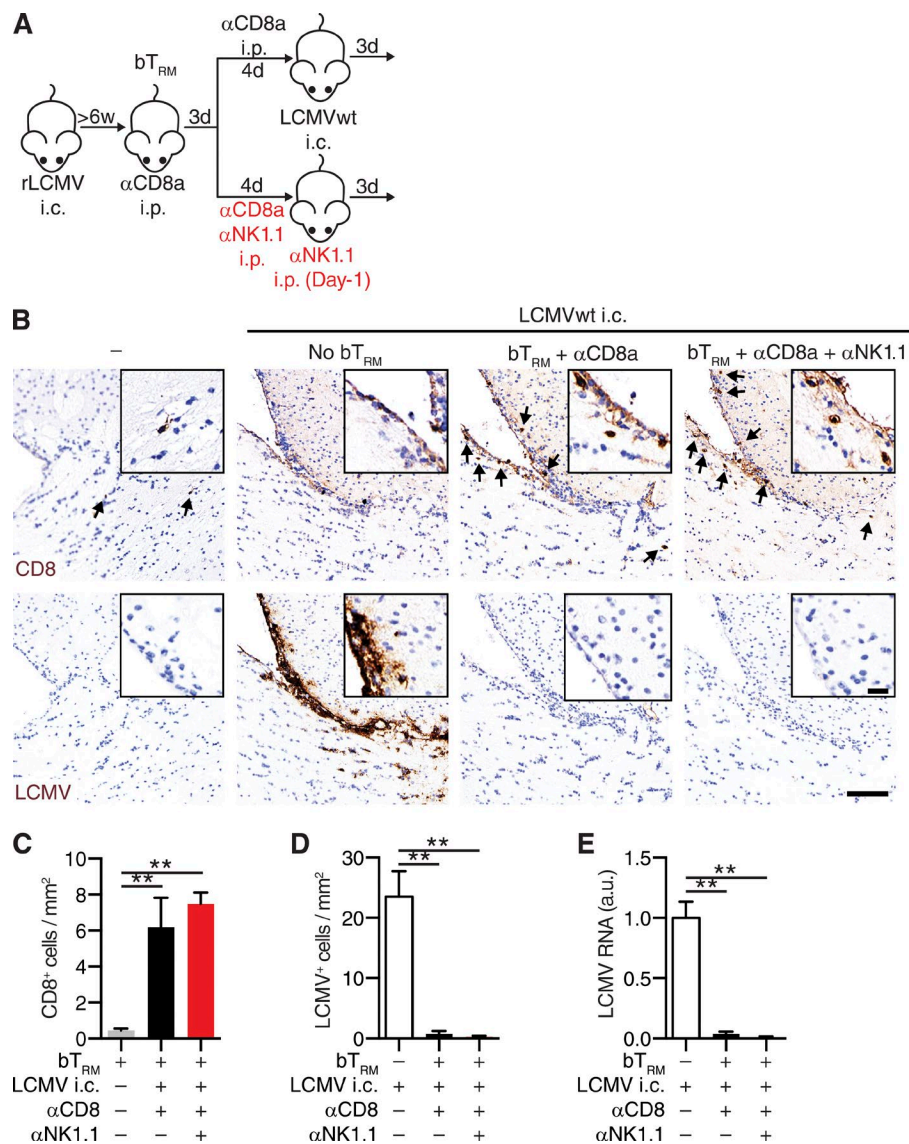 A
αCD8a
i.p.
4d
3d
bT_RM
>6w
3d
LCMVwt
i.c.
rLCMV
i.c.
αCD8a
i.p.
4d
3d
αCD8a
αNK1.1
i.p.
αNK1.1
i.p. (Day-1)
B
LCMVwt i.c.
–
No bT_RM
bT_RM + αCD8a
bT_RM + αCD8a + αNK1.1
CD8
LCMV
C
CD8⁺ cells / mm²
10
8
6
4
2
0
**
**
bT_RM + + +
LCMV i.c. – + +
αCD8 – + +
αNK1.1 – – +
D
LCMV⁺ cells / mm²
30
20
10
0
**
**
bT_RM – + +
LCMV i.c. + + +
αCD8 – + +
αNK1.1 – – +
E
LCMV RNA (a.u.)
1.5
1.0
0.5
0.0
**
**
bT_RM – + +
LCMV i.c. + + +
αCD8 – + +
αNK1.1 – – +